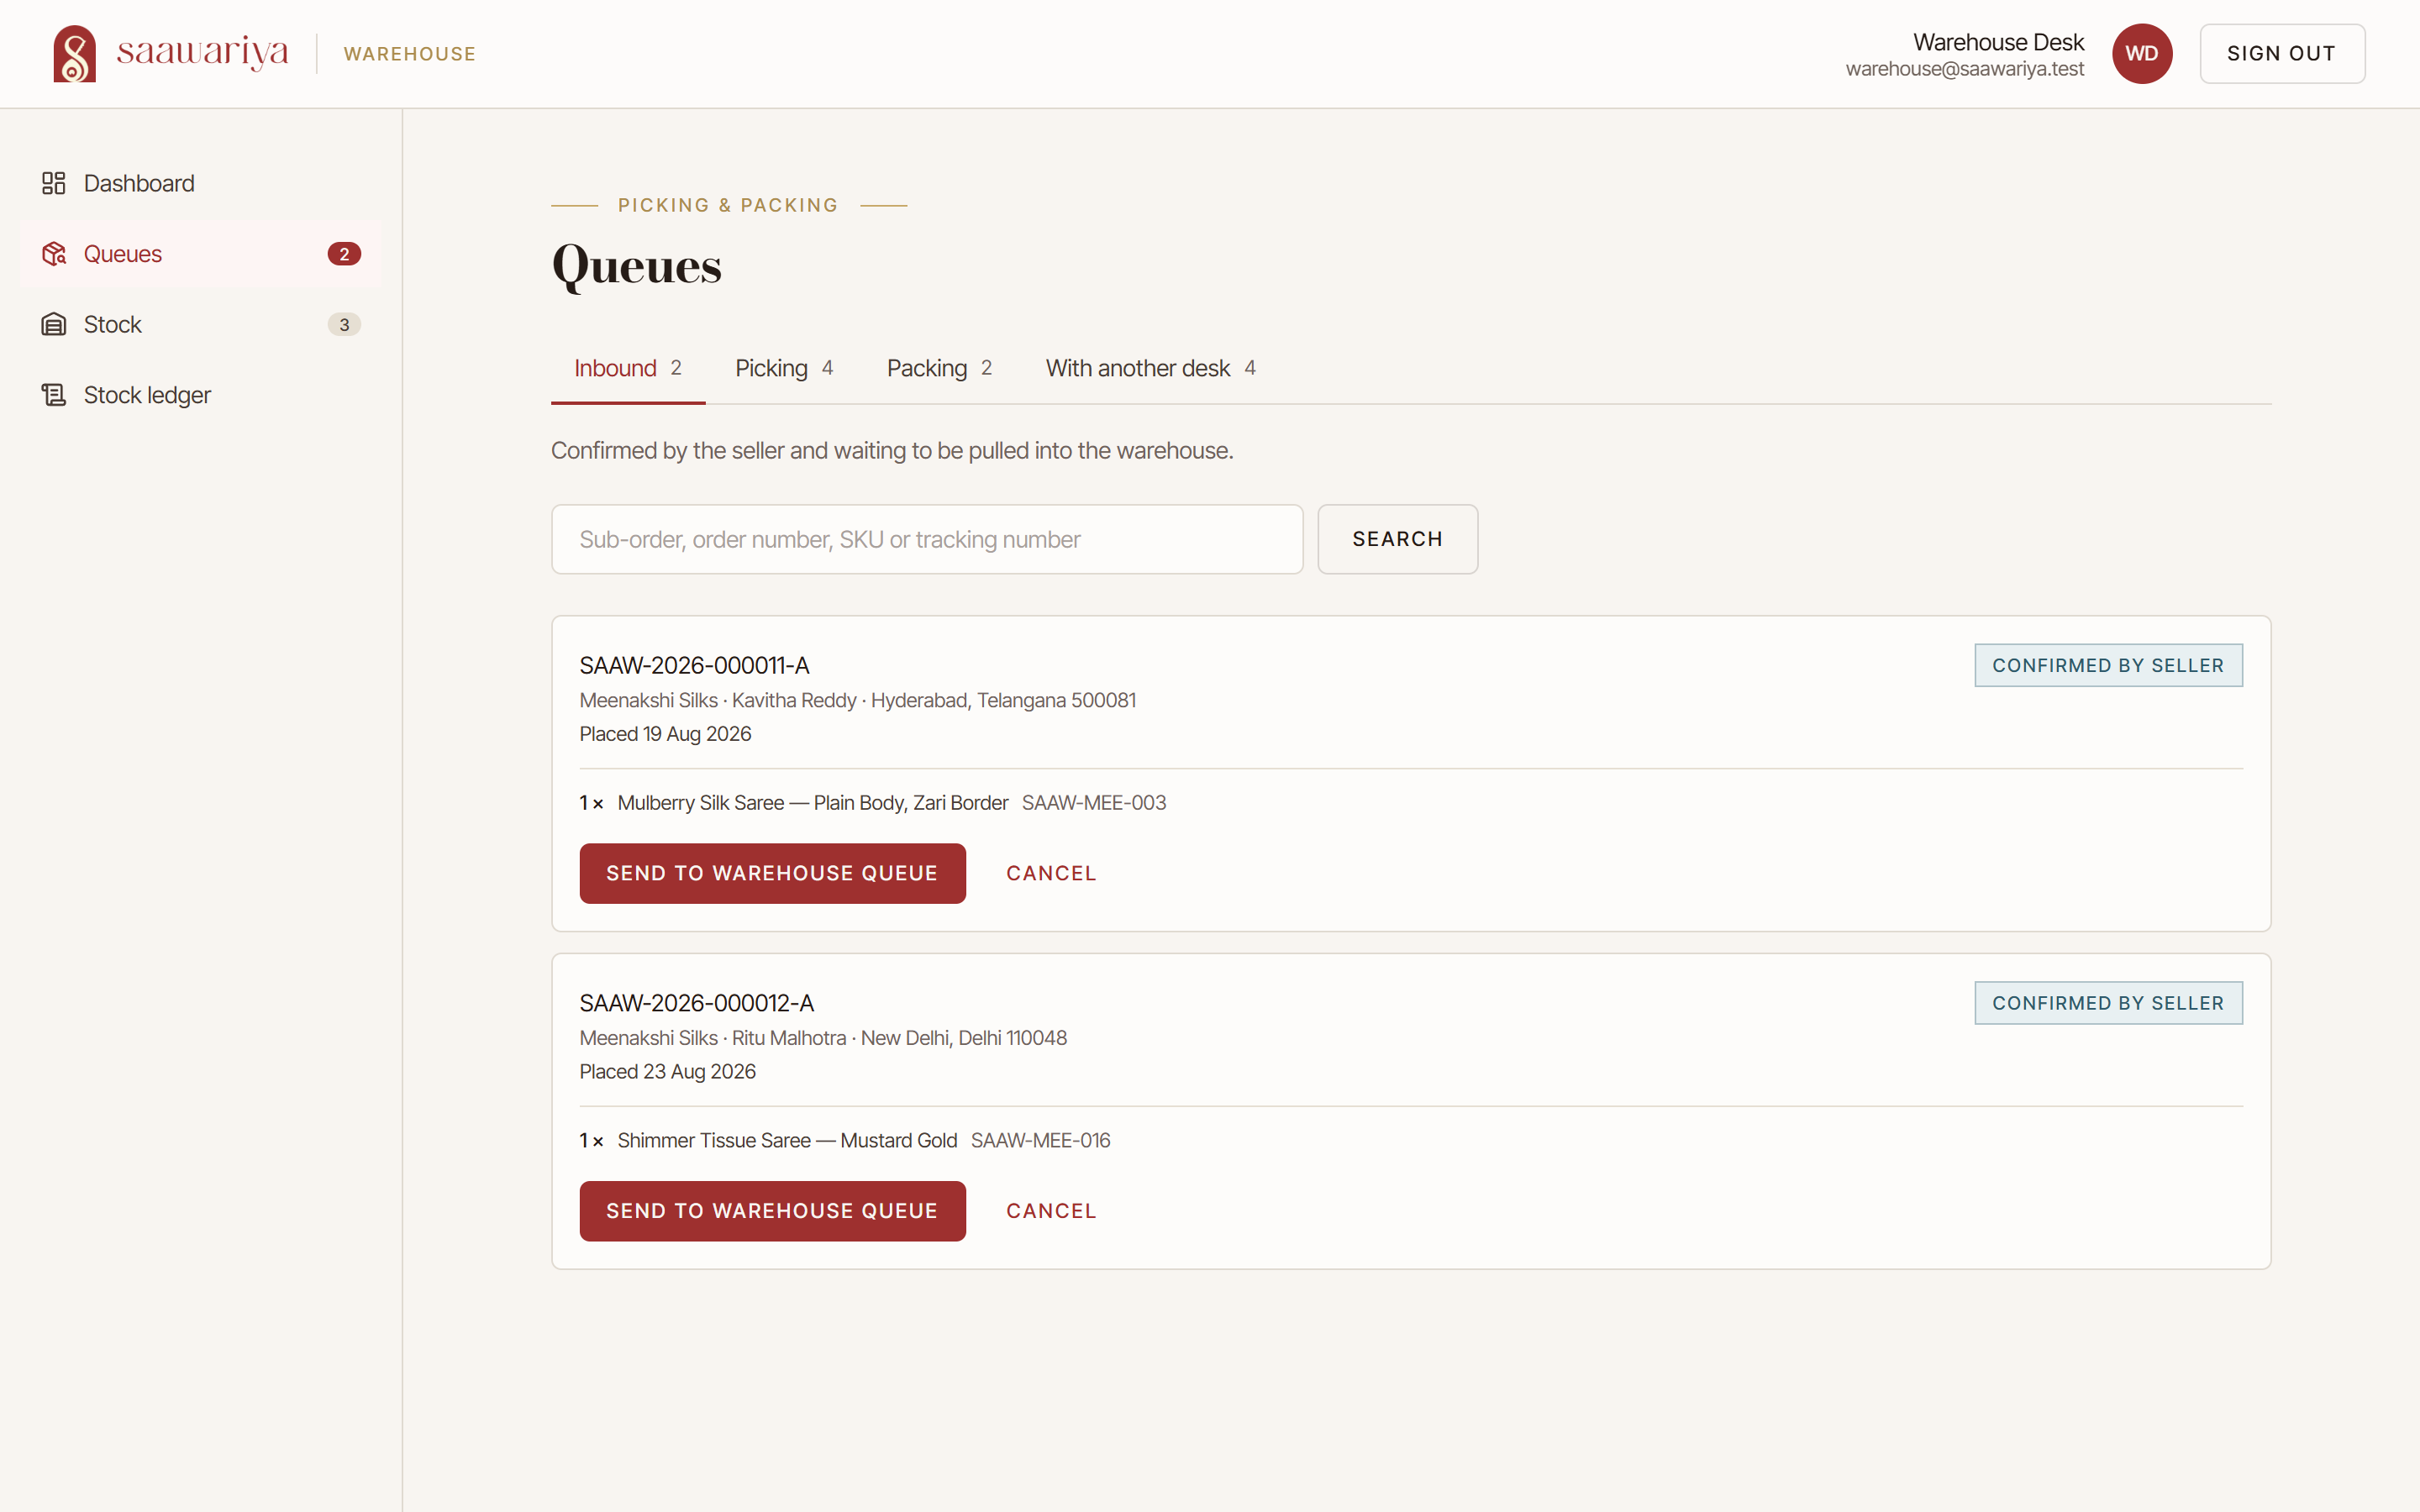 saawariya
WAREHOUSE
Warehouse Desk
warehouse@saawariya.test
WD
SIGN OUT
Dashboard
Queues 2
Stock 3
Stock ledger
PICKING & PACKING
Queues
Inbound 2 Picking 4 Packing 2 With another desk 4
Confirmed by the seller and waiting to be pulled into the warehouse.
Sub-order, order number, SKU or tracking number
SEARCH
SAAW-2026-000011-A
CONFIRMED BY SELLER
Meenakshi Silks · Kavitha Reddy · Hyderabad, Telangana 500081
Placed 19 Aug 2026
1 × Mulberry Silk Saree — Plain Body, Zari Border SAAW-MEE-003
SEND TO WAREHOUSE QUEUE CANCEL
SAAW-2026-000012-A
CONFIRMED BY SELLER
Meenakshi Silks · Ritu Malhotra · New Delhi, Delhi 110048
Placed 23 Aug 2026
1 × Shimmer Tissue Saree — Mustard Gold SAAW-MEE-016
SEND TO WAREHOUSE QUEUE CANCEL